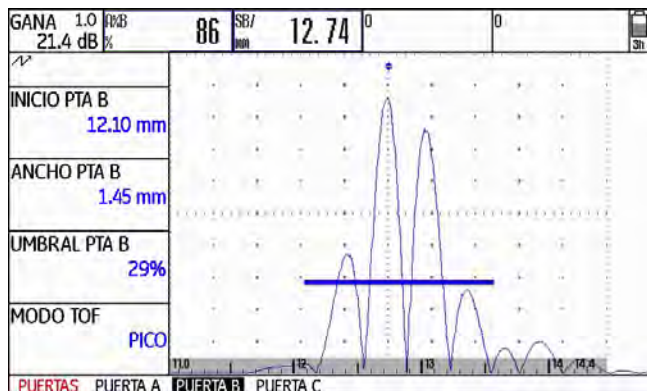 GANA 1.0
21.4 dB
A%B
%
86
SB/
mm
12.74
0
0
3h
INICIO PTA B
12.10 mm
ANCHO PTA B
1.45 mm
UMBRAL PTA B
29%
MODO TOF
PICO
11.0 12 13 14 14.4
PUERTAS PUERTA A PUERTA B PUERTA C